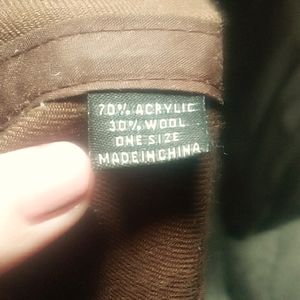 70% ACRYLIC
30% WOOL
ONE SIZE
MADE IN CHINA